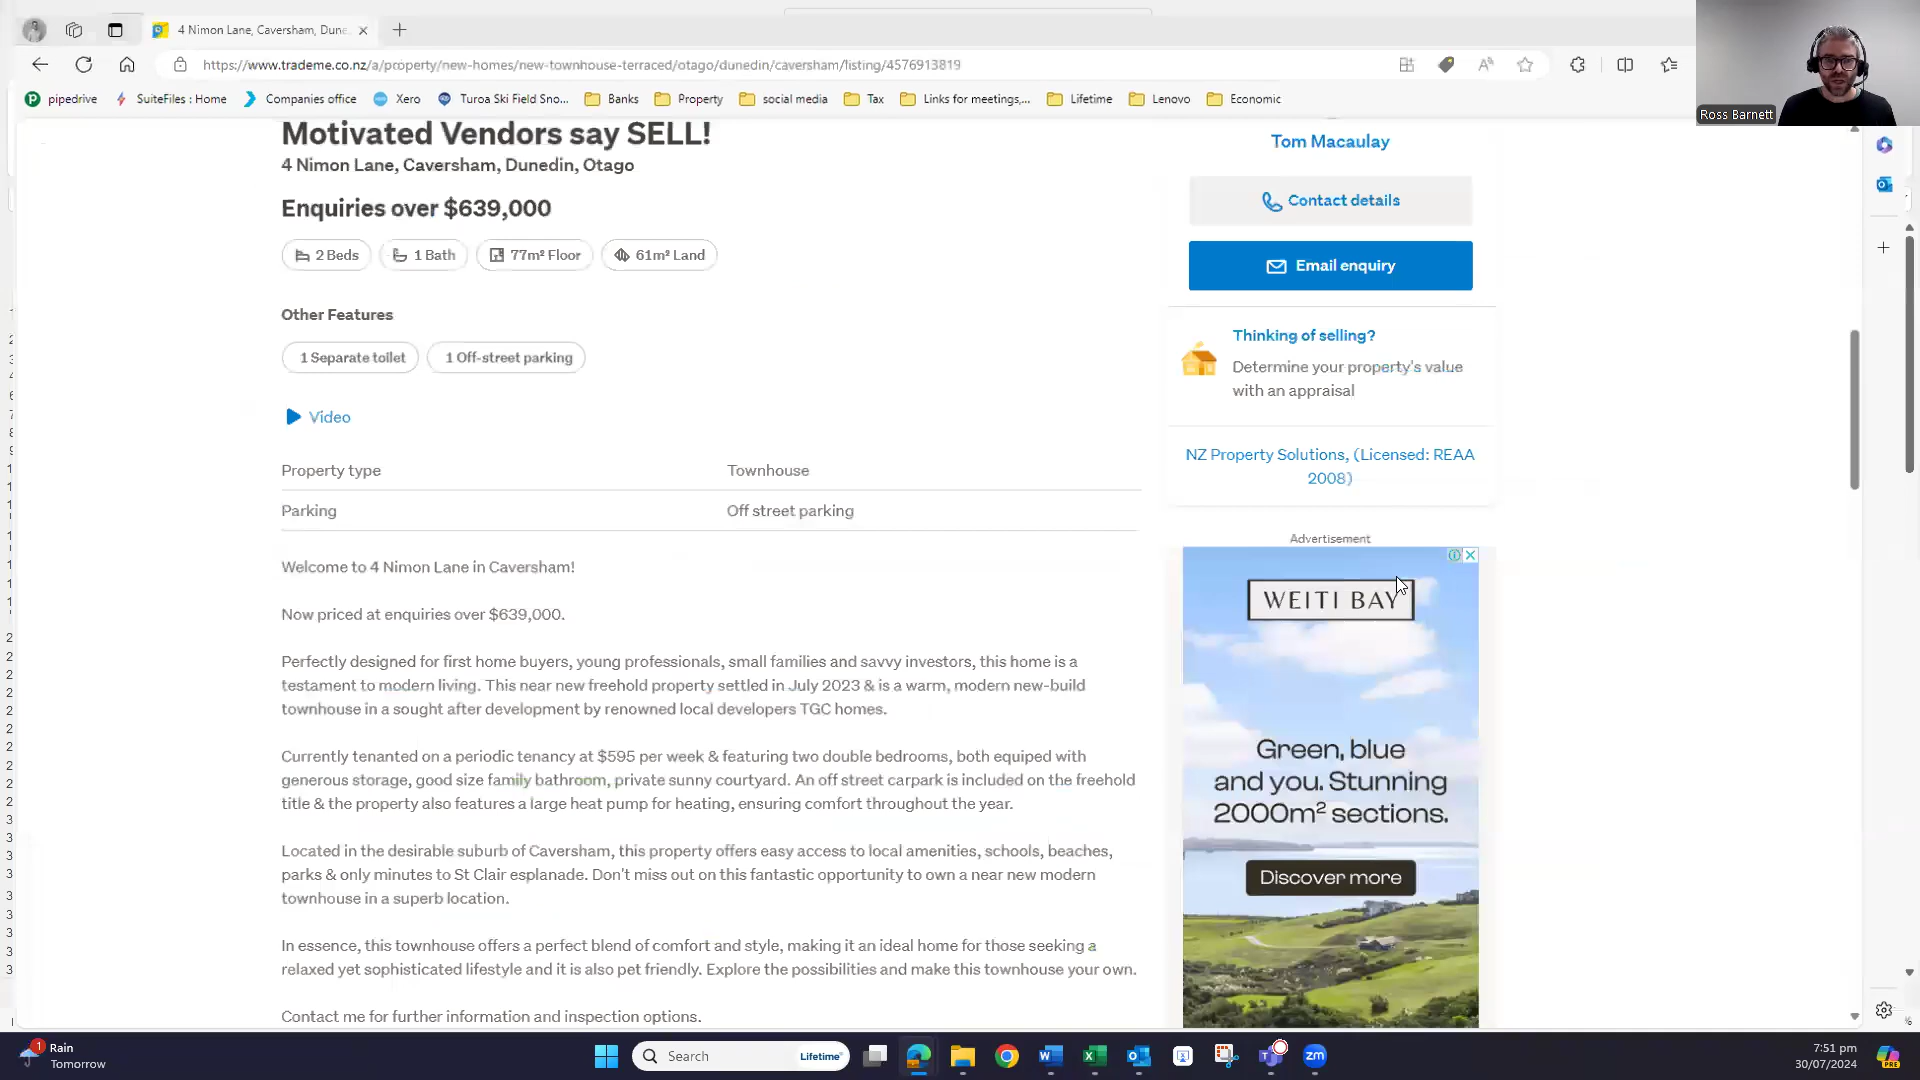 4 Nimon Lane, Caversham, Dune
https://www.trademe.co.nz/a/property/new-homes/new-townhouse-terraced/otago/dunedin/caversham/listing/4576913819
pipedrive
SuiteFiles : Home
Companies office
Xero
Turoa Ski Field Sno...
Banks
Property
social media
Tax
Links for meetings,...
Lifetime
Lenovo
Economic
Ross Barnett
Motivated Vendors say SELL!
4 Nimon Lane, Caversham, Dunedin, Otago
Enquiries over $639,000
2 Beds
1 Bath
77m² Floor
61m² Land
Other Features
1 Separate toilet
1 Off-street parking
Video
Property type Townhouse
Parking Off street parking
Welcome to 4 Nimon Lane in Caversham!
Now priced at enquiries over $639,000.
Perfectly designed for first home buyers, young professionals, small families and savvy investors, this home is a
testament to modern living. This near new freehold property settled in July 2023 & is a warm, modern new-build
townhouse in a sought after development by renowned local developers TGC homes.
Currently tenanted on a periodic tenancy at $595 per week & featuring two double bedrooms, both equiped with
generous storage, good size family bathroom, private sunny courtyard. An off street carpark is included on the freehold
title & the property also features a large heat pump for heating, ensuring comfort throughout the year.
Located in the desirable suburb of Caversham, this property offers easy access to local amenities, schools, beaches,
parks & only minutes to St Clair esplanade. Don't miss out on this fantastic opportunity to own a near new modern
townhouse in a superb location.
In essence, this townhouse offers a perfect blend of comfort and style, making it an ideal home for those seeking a
relaxed yet sophisticated lifestyle and it is also pet friendly. Explore the possibilities and make this townhouse your own.
Contact me for further information and inspection options.
Tom Macaulay
Contact details
Email enquiry
Thinking of selling?
Determine your property's value
with an appraisal
NZ Property Solutions, (Licensed: REAA
2008)
Advertisement
WEITI BAY
Green, blue
and you. Stunning
2000m² sections.
Discover more
1
Rain
Tomorrow
Search
Lifetime
zm
PRE
7:51 pm
30/07/2024